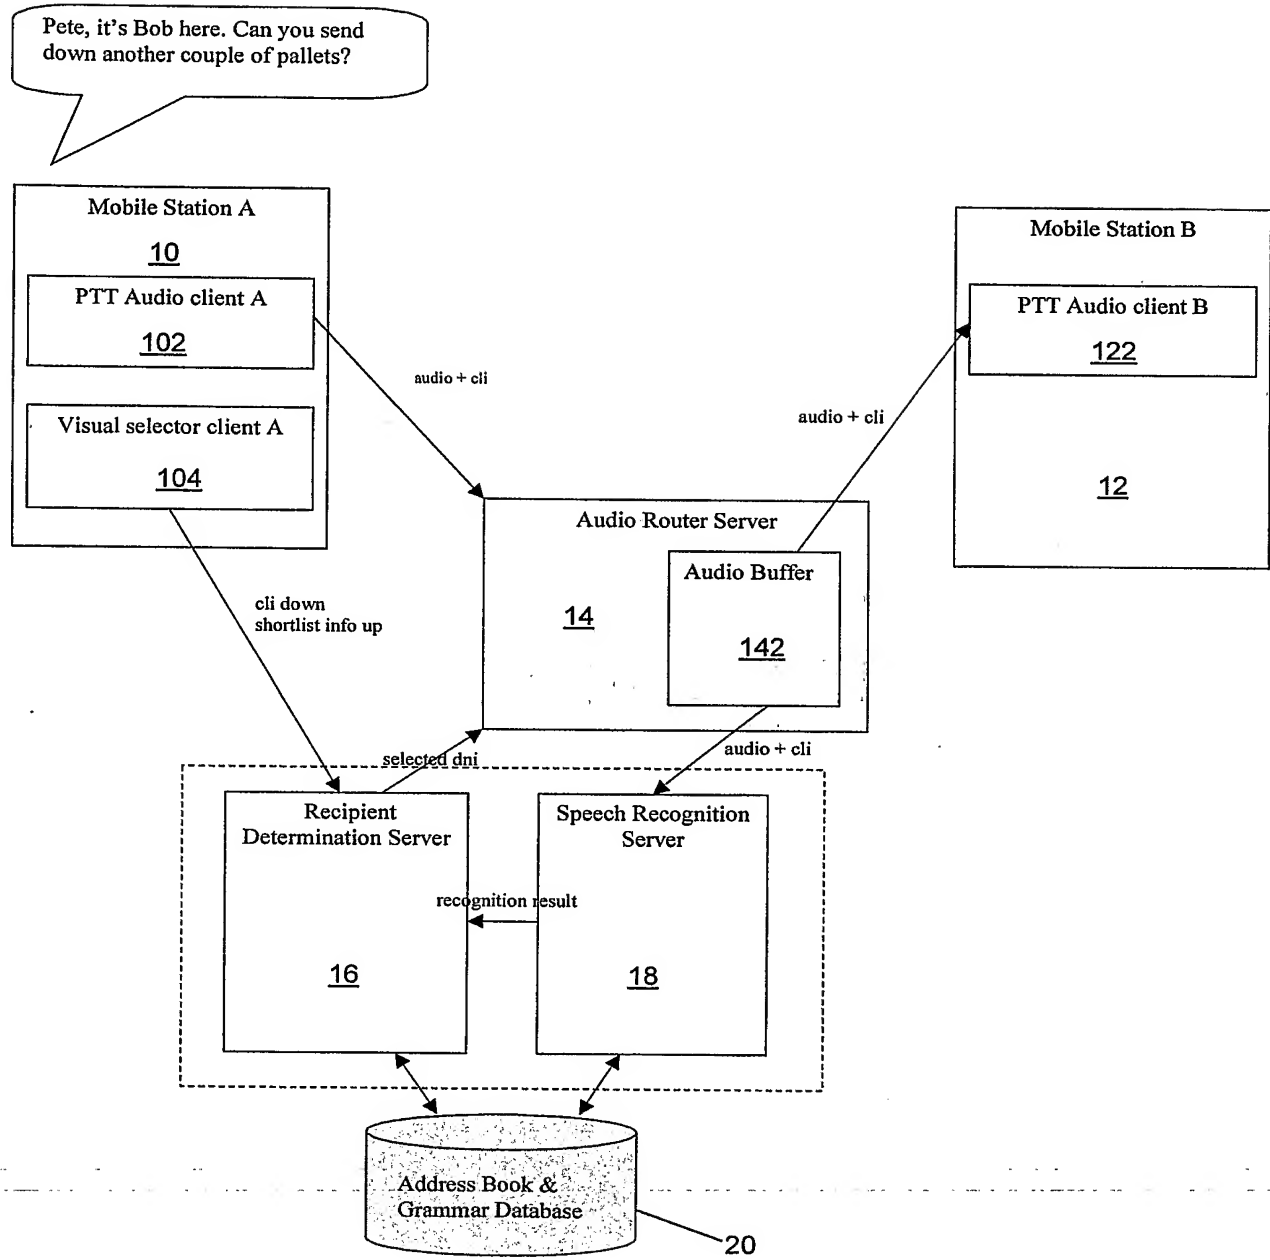 Pete, it's Bob here. Can you send
down another couple of pallets?
Mobile Station A
10
PTT Audio client A
102
Visual selector client A
104
Mobile Station B
PTT Audio client B
122
12
audio + cli
audio + cli
cli down
shortlist info up
Audio Router Server
14
Audio Buffer
142
selected dni
audio + cli
Recipient
Determination Server
16
Speech Recognition
Server
18
recognition result
Address Book &
Grammar Database
20